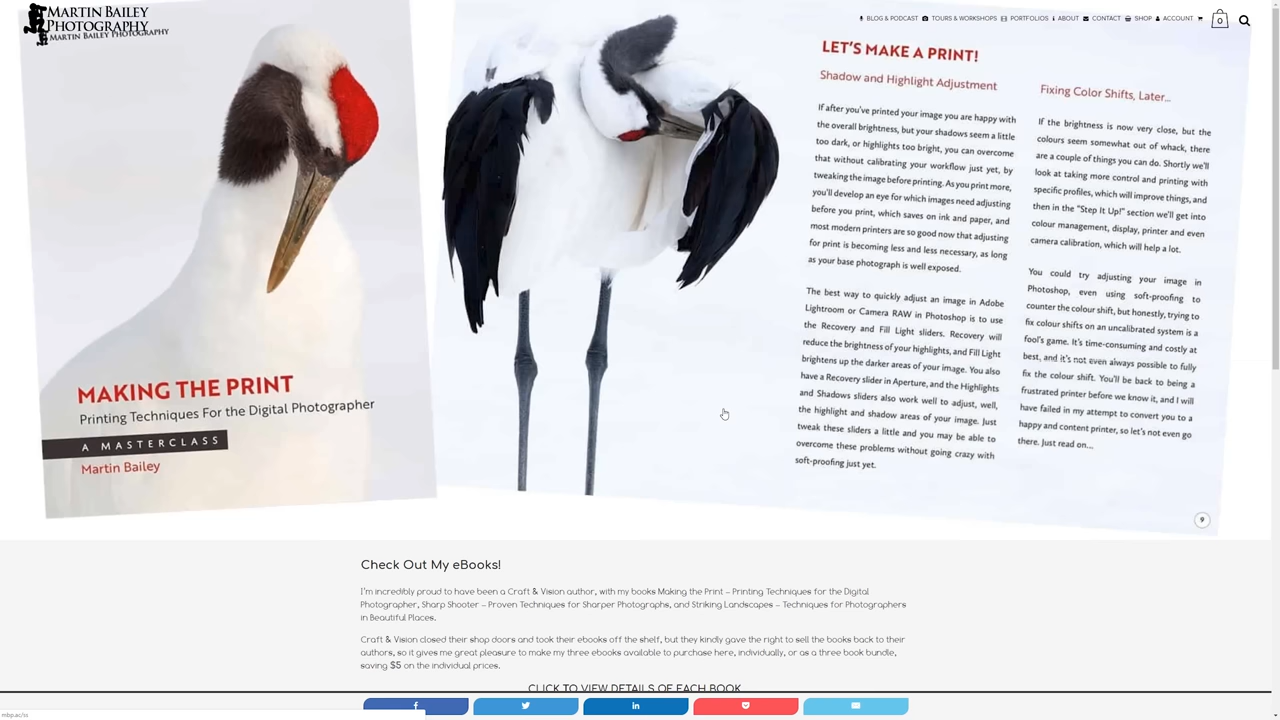 MARTIN BAILEY
PHOTOGRAPHY
MARTIN BAILEY PHOTOGRAPHY
BLOG & PODCAST
TOURS & WORKSHOPS
PORTFOLIOS
ABOUT
CONTACT
SHOP
ACCOUNT
0
MAKING THE PRINT
Printing Techniques For the Digital Photographer
A MASTERCLASS
Martin Bailey
LET'S MAKE A PRINT!
Shadow and Highlight Adjustment
If after you've printed your image you are happy with
the overall brightness, but your shadows seem a little
too dark, or highlights too bright, you can overcome
that without calibrating your workflow just yet, by
tweaking the image before printing. As you print more,
you'll develop an eye for which images need adjusting
before you print, which saves on ink and paper, and
most modern printers are so good now that adjusting
for print is becoming less and less necessary, as long
as your base photograph is well exposed.
The best way to quickly adjust an image in Adobe
Lightroom or Camera RAW in Photoshop is to use
the Recovery and Fill Light sliders. Recovery will
reduce the brightness of your highlights, and Fill Light
brightens up the darker areas of your image. You also
have a Recovery slider in Aperture, and the Highlights
and Shadows sliders also work well to adjust, well,
the highlight and shadow areas of your image. Just
tweak these sliders a little and you may be able to
overcome these problems without going crazy with
soft-proofing just yet.
Fixing Color Shifts, Later...
If the brightness is now very close, but the
colours seem somewhat out of whack, there
are a couple of things you can do. Shortly we'll
look at taking more control and printing with
specific profiles, which will improve things, and
then in the "Step It Up!" section we'll get into
colour management, display, printer and even
camera calibration, which will help a lot.
You could try adjusting your image in
Photoshop, even using soft-proofing to
counter the colour shift, but honestly, trying to
fix colour shifts on an uncalibrated system is a
fool's game. It's time-consuming and costly at
best, and it's not even always possible to fully
fix the colour shift. You'll be back to being a
frustrated printer before we know it, and I will
have failed in my attempt to convert you to a
happy and content printer, so let's not even go
there. Just read on...
9
Check Out My eBooks!
I'm incredibly proud to have been a Craft & Vision author, with my books Making the Print – Printing Techniques for the Digital
Photographer, Sharp Shooter – Proven Techniques for Sharper Photographs, and Striking Landscapes – Techniques for Photographers
in Beautiful Places.
Craft & Vision closed their shop doors and took their ebooks off the shelf, but they kindly gave the right to sell the books back to their
authors, so it gives me great pleasure to make my three ebooks available to purchase here, individually, or as a three book bundle,
saving $5 on the individual prices.
CLICK TO VIEW DETAILS OF EACH BOOK
mbp.ac/ss